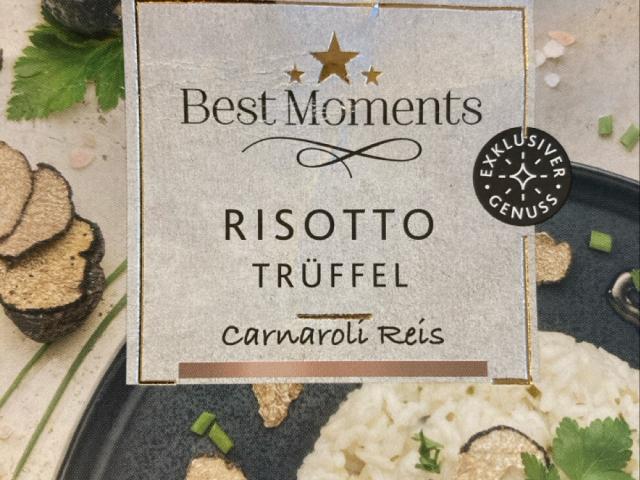 Best Moments
EXKLUSIVER
GENUSS
RISOTTO
TRÜFFEL
Carnaroli Reis